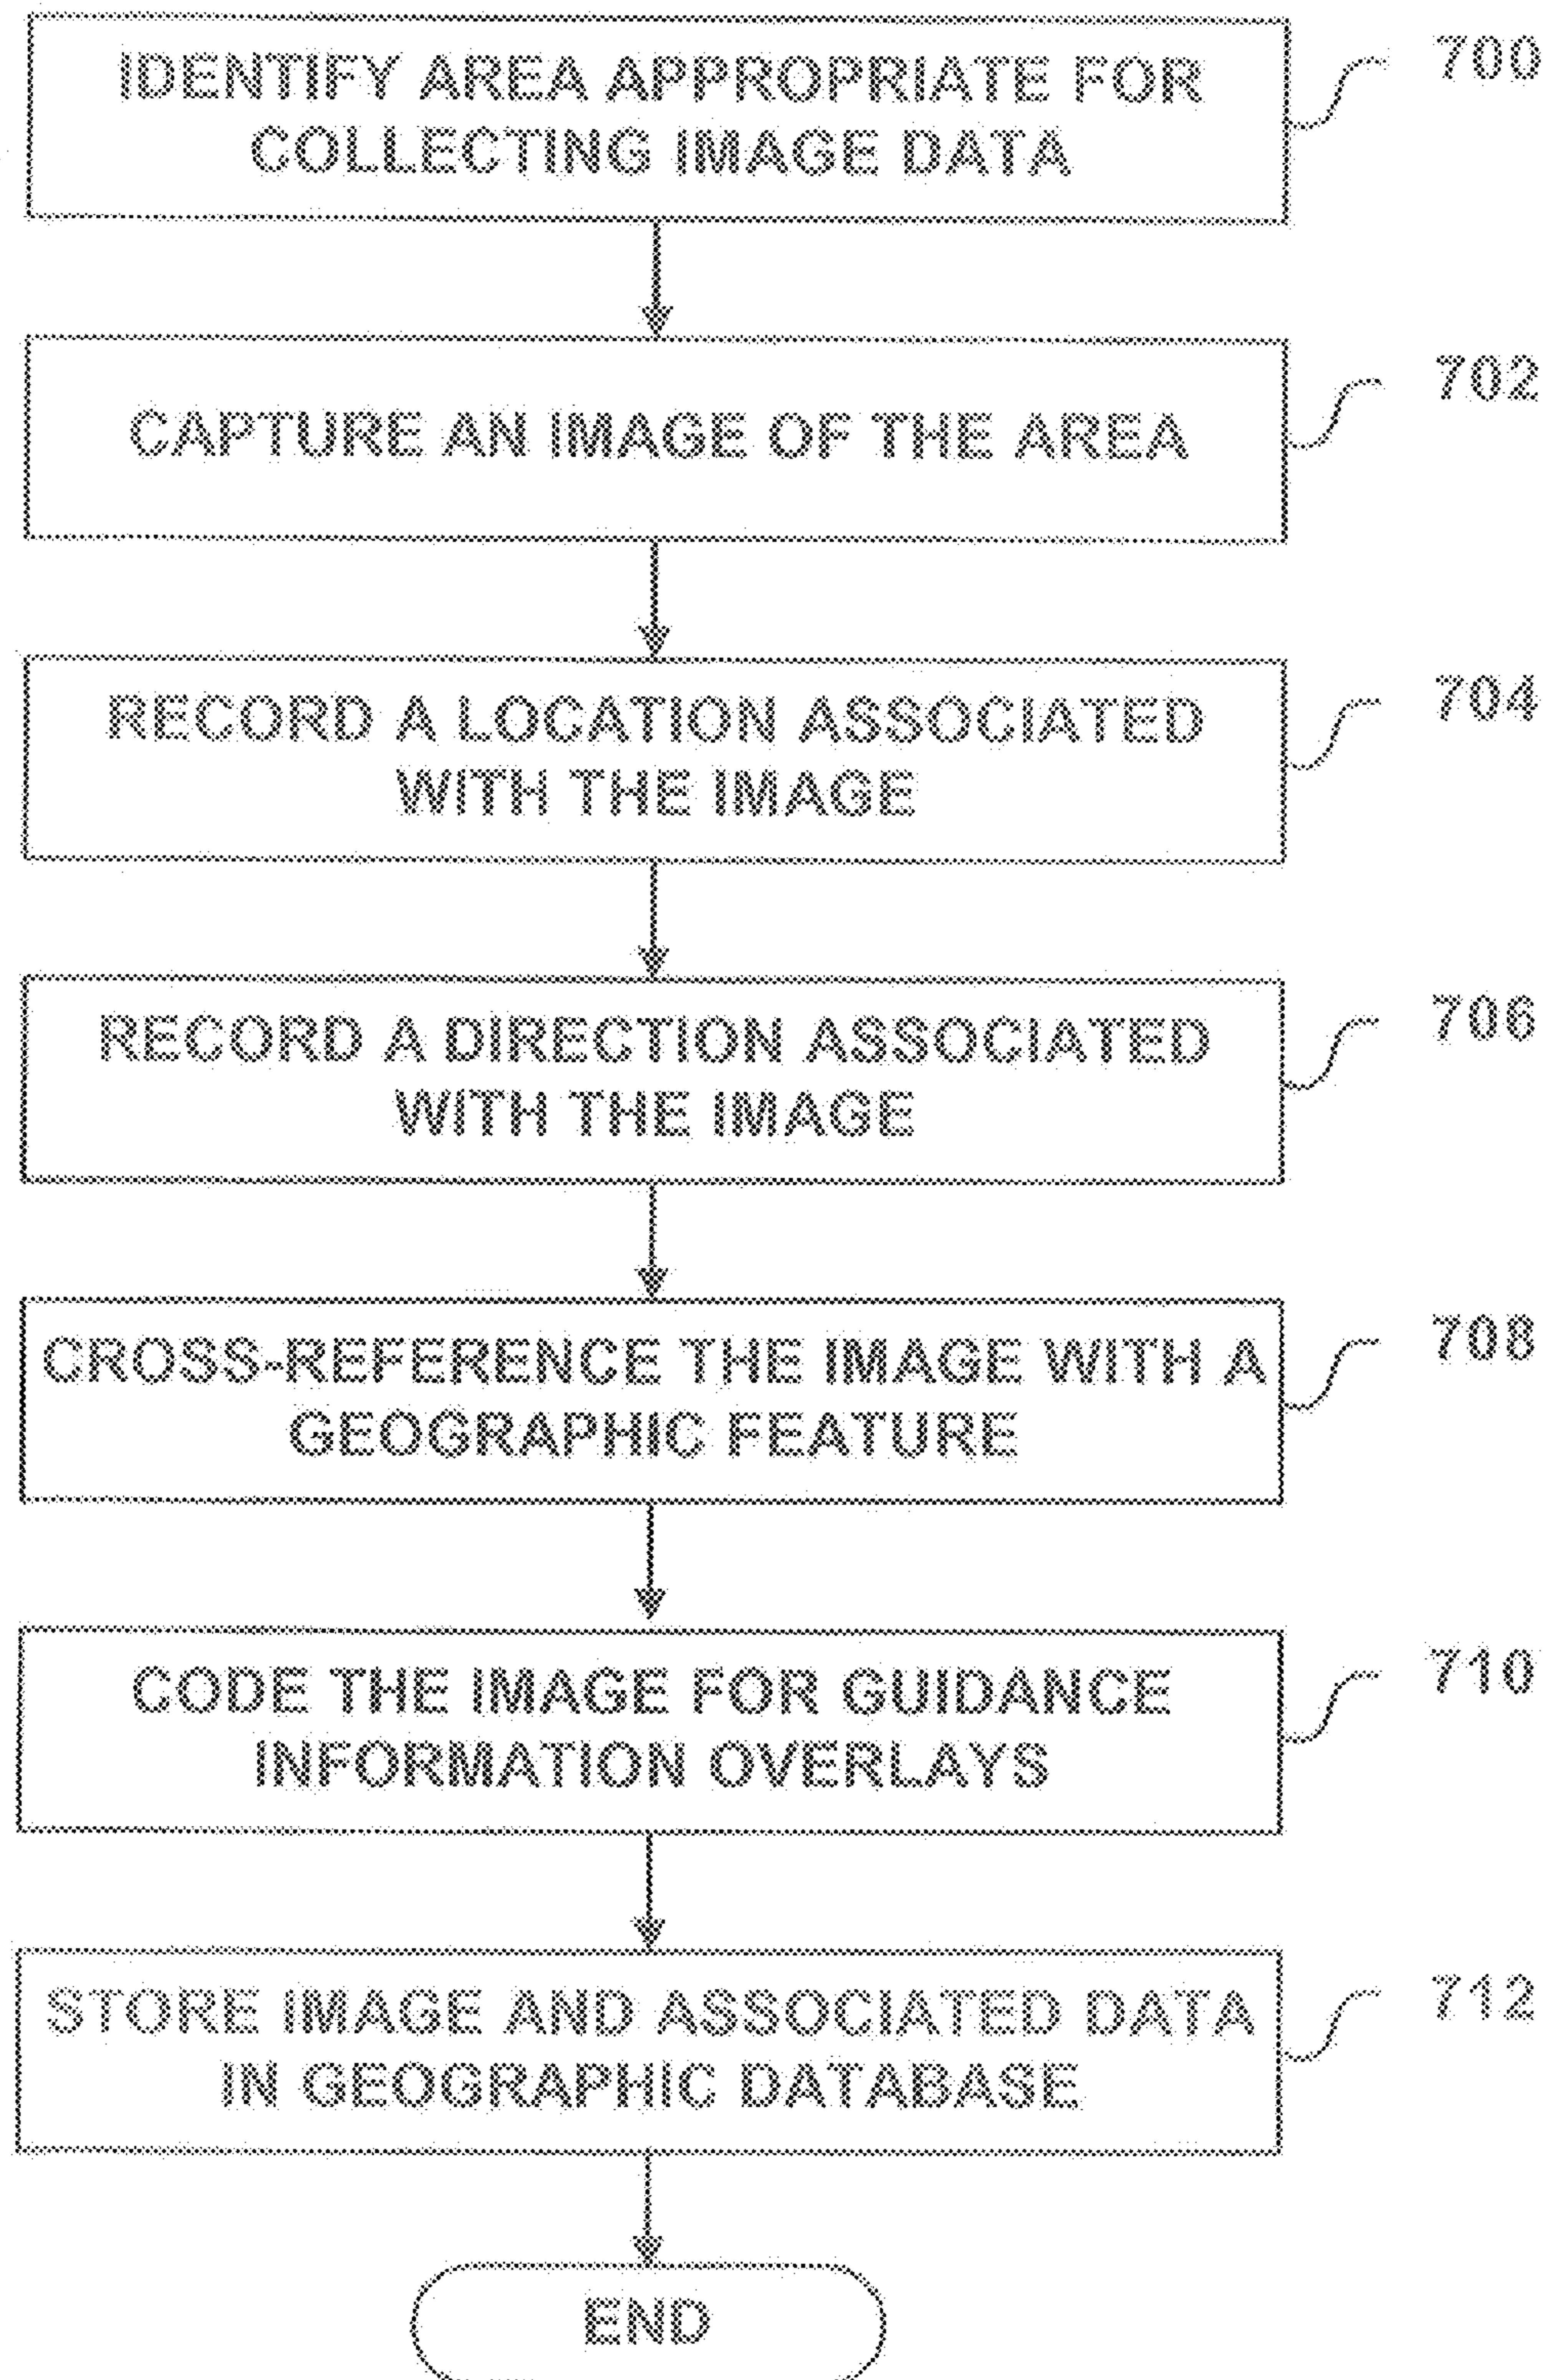 IDENTIFY AREA APPROPRIATE FOR
COLLECTING IMAGE DATA
700
CAPTURE AN IMAGE OF THE AREA
702
RECORD A LOCATION ASSOCIATED
WITH THE IMAGE
704
RECORD A DIRECTION ASSOCIATED
WITH THE IMAGE
706
CROSS-REFERENCE THE IMAGE WITH A
GEOGRAPHIC FEATURE
708
CODE THE IMAGE FOR GUIDANCE
INFORMATION OVERLAYS
710
STORE IMAGE AND ASSOCIATED DATA
IN GEOGRAPHIC DATABASE
712
END